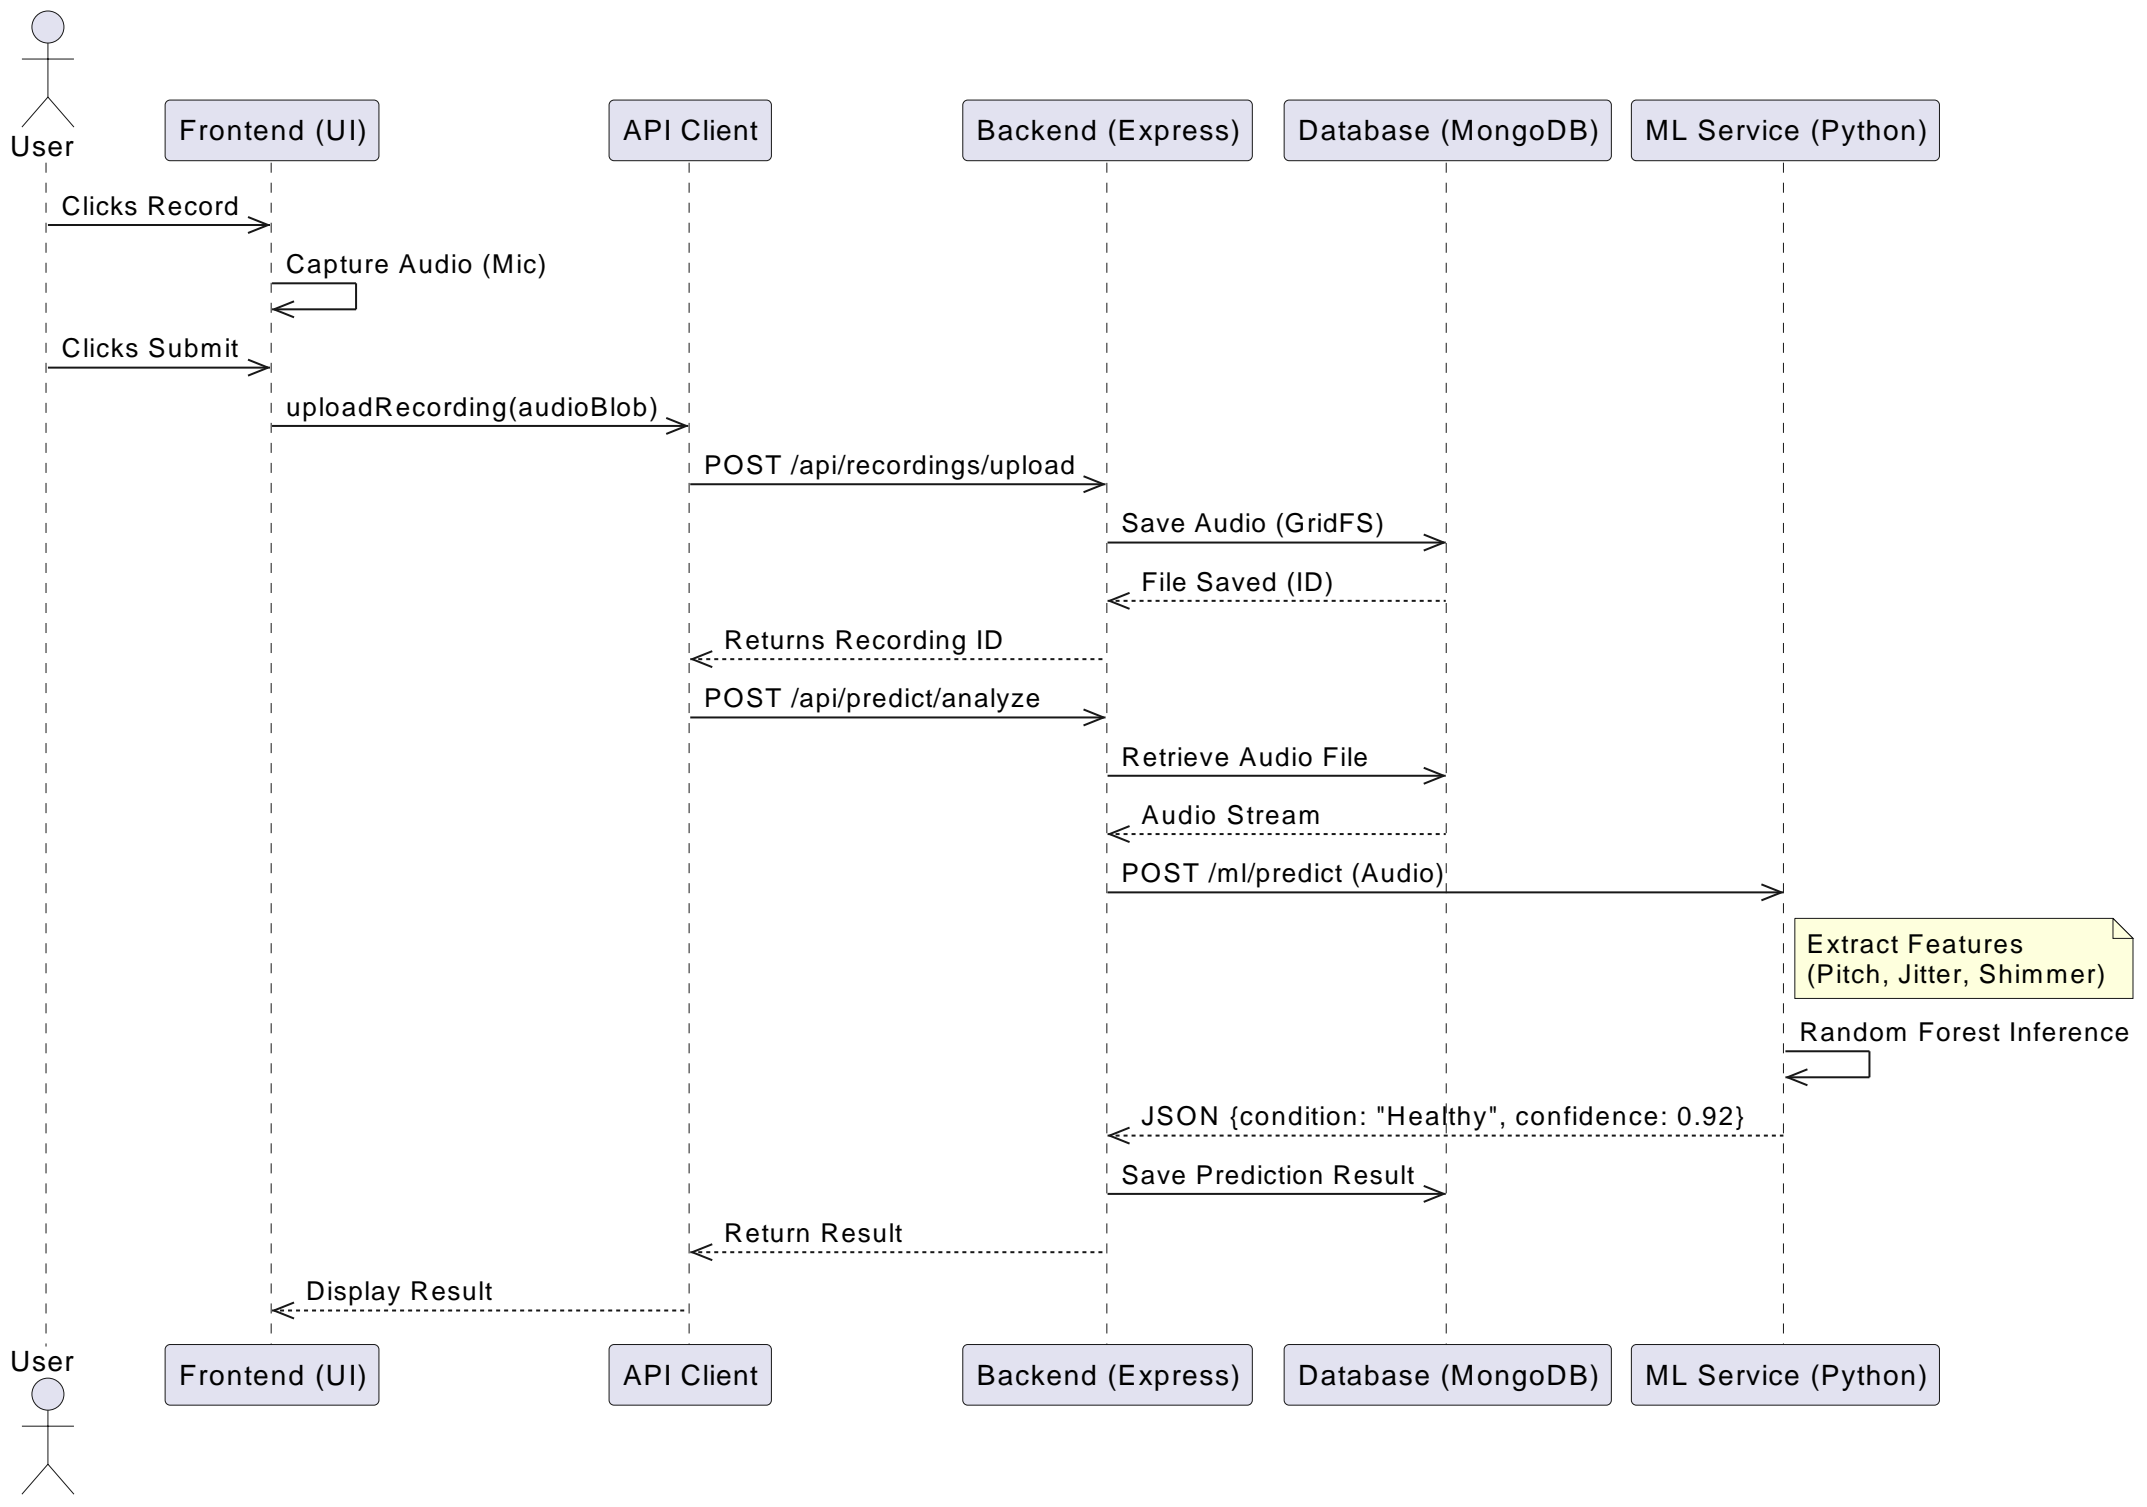 User
Frontend (UI)
API Client
Backend (Express)
Database (MongoDB)
ML Service (Python)
Clicks Record
Capture Audio (Mic)
Clicks Submit
uploadRecording(audioBlob)
POST /api/recordings/upload
Save Audio (GridFS)
File Saved (ID)
Returns Recording ID
POST /api/predict/analyze
Retrieve Audio File
Audio Stream
POST /ml/predict (Audio)
Extract Features
(Pitch, Jitter, Shimmer)
Random Forest Inference
JSON {condition: "Healthy", confidence: 0.92}
Save Prediction Result
Return Result
Display Result
User
Frontend (UI)
API Client
Backend (Express)
Database (MongoDB)
ML Service (Python)